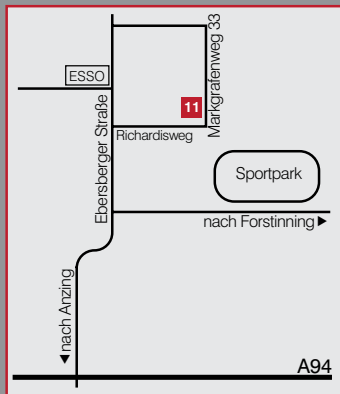 Markgrafenweg 33
ESSO
11
Ebersberger Straße
Richardisweg
Sportpark
nach Forstinning ►
◄ nach Anzing
A94